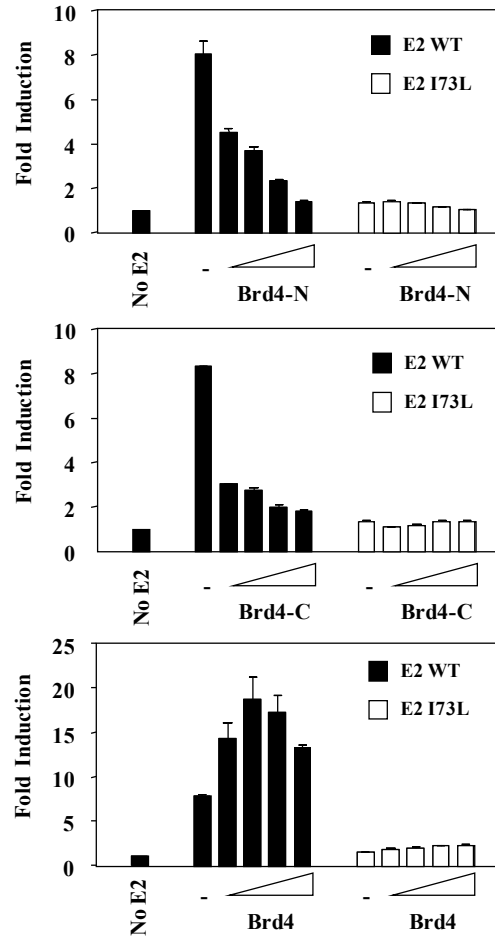 10
8
6
4
2
0
Fold Induction
E2 WT
E2 I73L
No E2
-
Brd4-N
-
Brd4-N
10
8
6
4
2
0
Fold Induction
E2 WT
E2 I73L
No E2
-
Brd4-C
-
Brd4-C
25
20
15
10
5
0
Fold Induction
E2 WT
E2 I73L
No E2
-
Brd4
-
Brd4